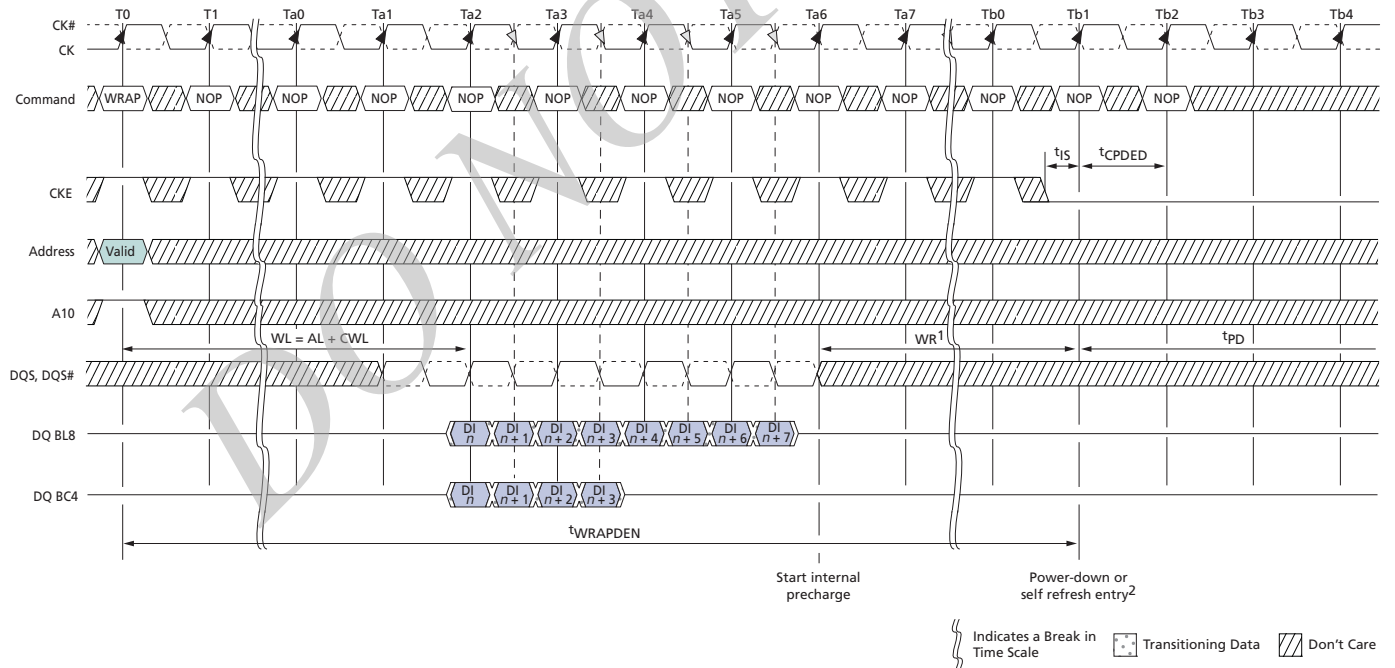 T0 T1 Ta0 Ta1 Ta2 Ta3 Ta4 Ta5 Ta6 Ta7 Tb0 Tb1 Tb2 Tb3 Tb4
CK#
CK
Command WRAP NOP NOP NOP NOP NOP NOP NOP NOP NOP NOP NOP NOP
tIS tCPDED
CKE
Address Valid
A10
WL = AL + CWL WR1 tPD
DQS, DQS#
DQ BL8 DI DI DI DI DI DI DI DI
n n + 1 n + 2 n + 3 n + 4 n + 5 n + 6 n + 7
DQ BC4 DI DI DI DI
n n + 1 n + 2 n + 3
tWRAPDEN
Start internal
precharge
Power-down or
self refresh entry2
Indicates a Break in
Time Scale
Transitioning Data
Don't Care
DO NO